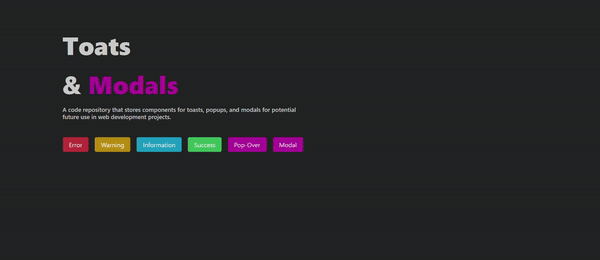 Toats
& Modals
A code repository that stores components for toasts, popups, and modals for potential
future use in web development projects.
Error Warning Information Success Pop-Over Modal